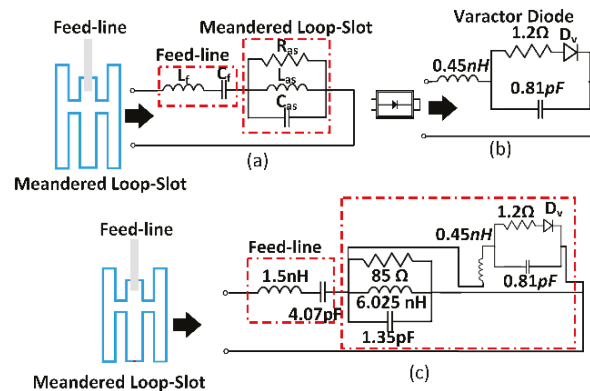 Feed-line
Meandered Loop-Slot
Feed-line
Lf
Cf
Ras
Las
Cas
Meandered Loop-Slot
(a)
Varactor Diode
1.2Ω
Dv
0.45nH
0.81pF
(b)
Feed-line
Meandered Loop-Slot
Feed-line
1.5nH
4.07pF
85 Ω
6.025 nH
1.35pF
0.45nH
1.2Ω
Dv
0.81pF
(c)